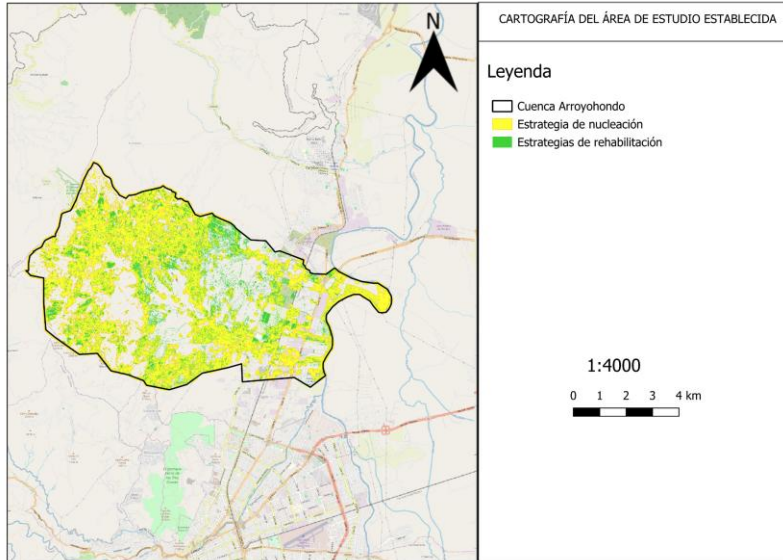 N
CARTOGRAFÍA DEL ÁREA DE ESTUDIO ESTABLECIDA
Leyenda
Cuenca Arroyohondo
Estrategia de nucleación
Estrategias de rehabilitación
1:4000
0 1 2 3 4 km